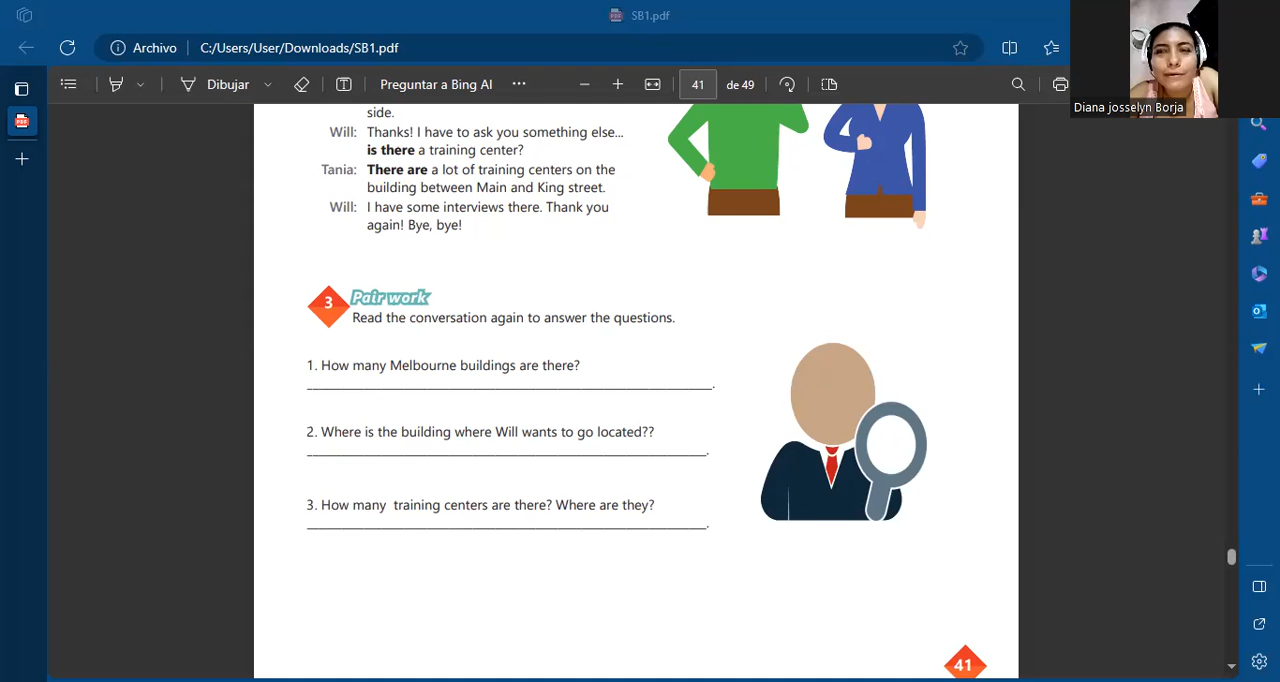 SB1.pdf
Archivo
C:/Users/User/Downloads/SB1.pdf
Dibujar
Preguntar a Bing AI
41 de 49
Diana josselyn Borja
side.
Will: Thanks! I have to ask you something else...
is there a training center?
Tania: There are a lot of training centers on the
building between Main and King street.
Will: I have some interviews there. Thank you
again! Bye, bye!
3 Pair work
Read the conversation again to answer the questions.
1. How many Melbourne buildings are there?
2. Where is the building where Will wants to go located??
3. How many training centers are there? Where are they?
41